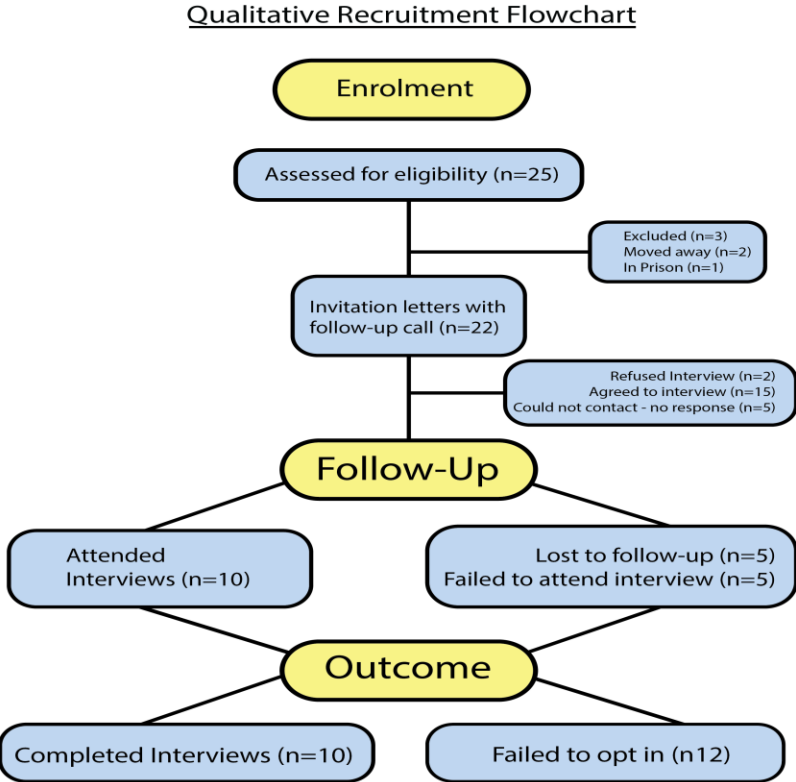 Qualitative Recruitment Flowchart
Enrolment
Assessed for eligibility (n=25)
Excluded (n=3)
Moved away (n=2)
In Prison (n=1)
Invitation letters with
follow-up call (n=22)
Refused Interview (n=2)
Agreed to interview (n=15)
Could not contact - no response (n=5)
Follow-Up
Attended
Interviews (n=10)
Lost to follow-up (n=5)
Failed to attend interview (n=5)
Outcome
Completed Interviews (n=10)
Failed to opt in (n12)